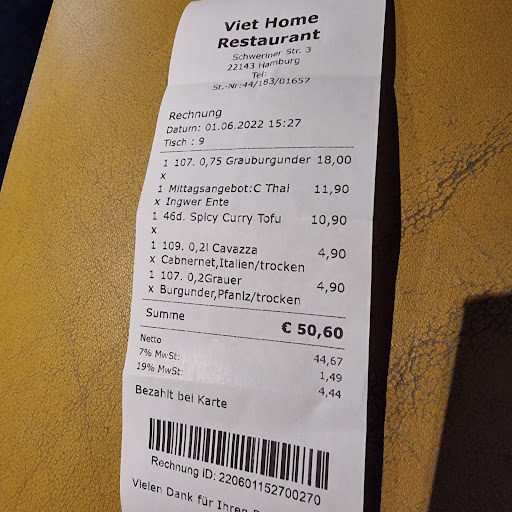 Viet Home
Restaurant
Schweriner Str. 3
22143 Hamburg
Tel:
St.-Nr:44/183/01657
Rechnung
Datum: 01.06.2022 15:27
Tisch : 9
1 107. 0,75 Grauburgunder 18,00
x
1 Mittagsangebot:C Thai 11,90
x Ingwer Ente
1 46d. Spicy Curry Tofu 10,90
x
1 109. 0,2l Cavazza 4,90
x Cabnernet,Italien/trocken
1 107. 0,2Grauer 4,90
x Burgunder,Pfanlz/trocken
Summe € 50,60
Netto 44,67
7% MwSt: 1,49
19% MwSt: 4,44
Bezahlt bei Karte
Rechnung ID: 220601152700270
Vielen Dank für Ihren